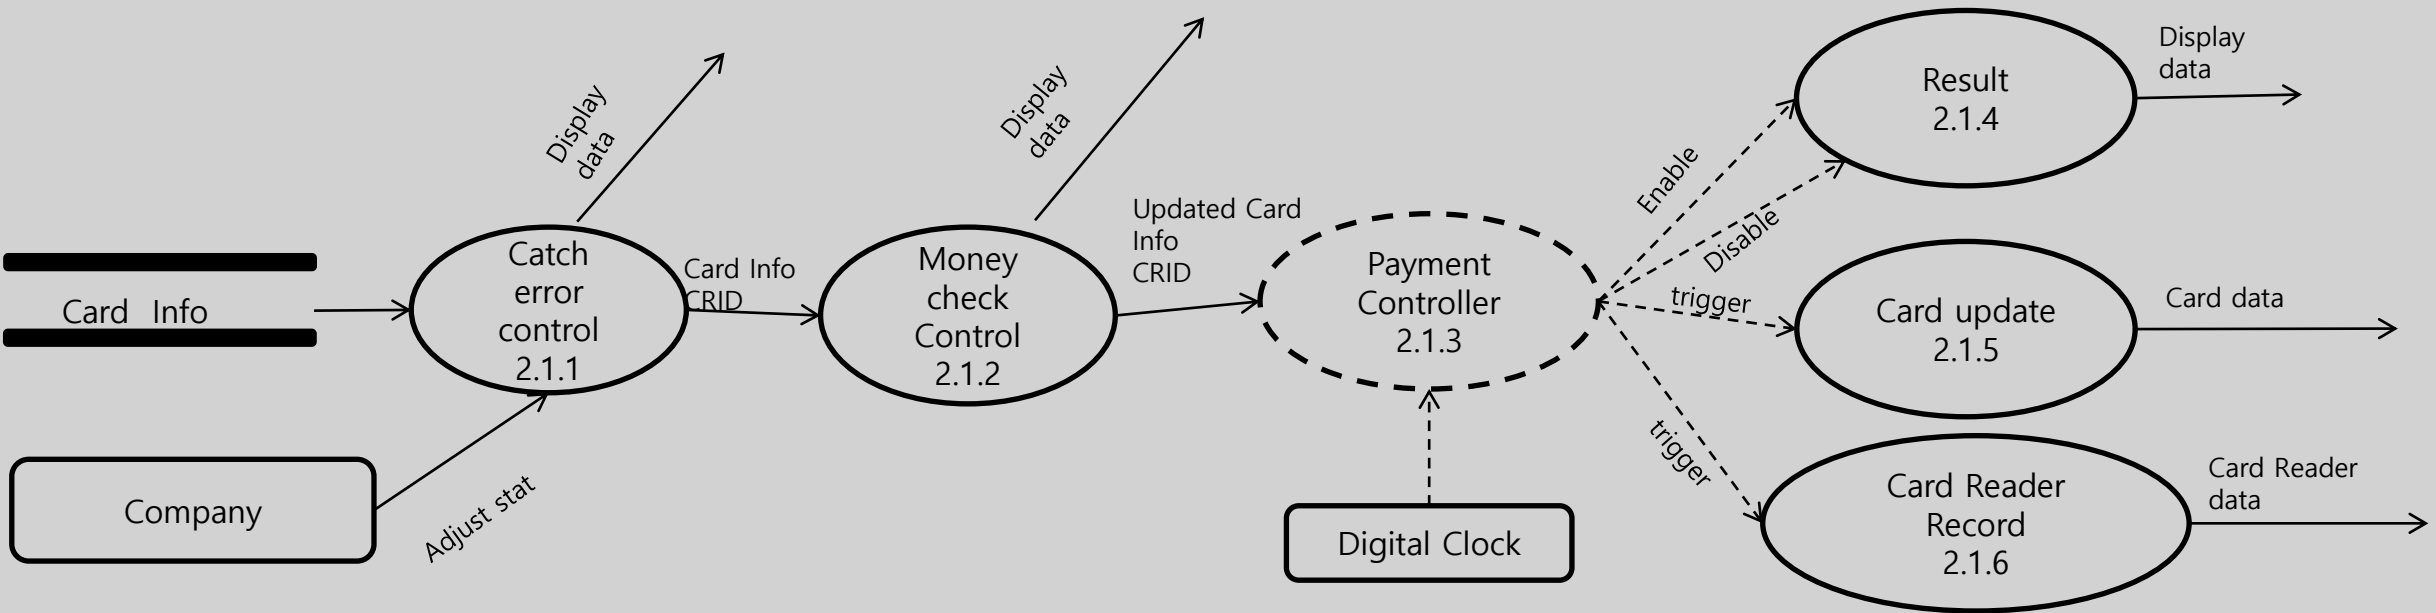 Display
data
Display
data
Display
data
Result
2.1.4
Enable
Disable
Updated Card
Info
CRID
Card Info
Catch
error
control
2.1.1
Card Info
CRID
Money
check
Control
2.1.2
Payment
Controller
2.1.3
trigger
Card update
2.1.5
Card data
trigger
Company
Adjust stat
Digital Clock
Card Reader
Record
2.1.6
Card Reader
data